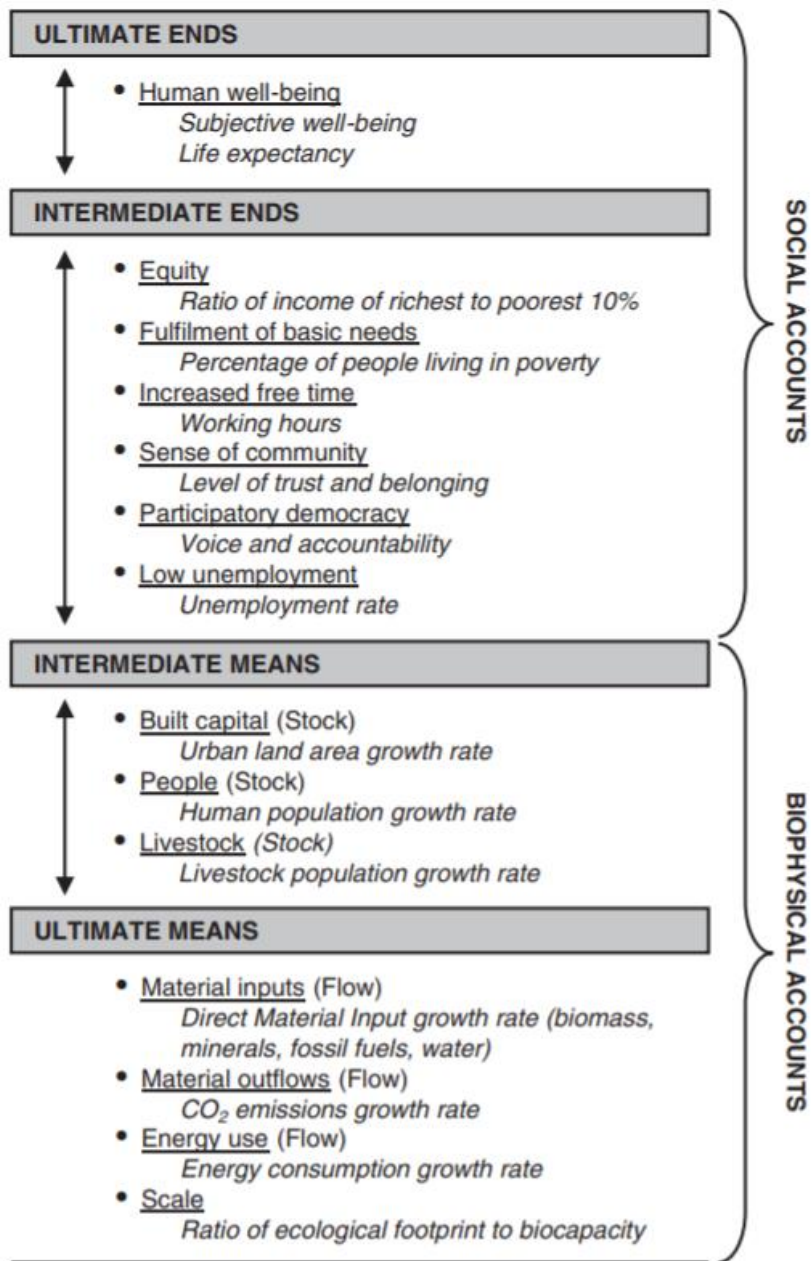 ULTIMATE ENDS
• Human well-being
Subjective well-being
Life expectancy
INTERMEDIATE ENDS
• Equity
Ratio of income of richest to poorest 10%
• Fulfilment of basic needs
Percentage of people living in poverty
• Increased free time
Working hours
• Sense of community
Level of trust and belonging
• Participatory democracy
Voice and accountability
• Low unemployment
Unemployment rate
SOCIAL ACCOUNTS
INTERMEDIATE MEANS
• Built capital (Stock)
Urban land area growth rate
• People (Stock)
Human population growth rate
• Livestock (Stock)
Livestock population growth rate
ULTIMATE MEANS
• Material inputs (Flow)
Direct Material Input growth rate (biomass,
minerals, fossil fuels, water)
• Material outflows (Flow)
CO₂ emissions growth rate
• Energy use (Flow)
Energy consumption growth rate
• Scale
Ratio of ecological footprint to biocapacity
BIOPHYSICAL ACCOUNTS